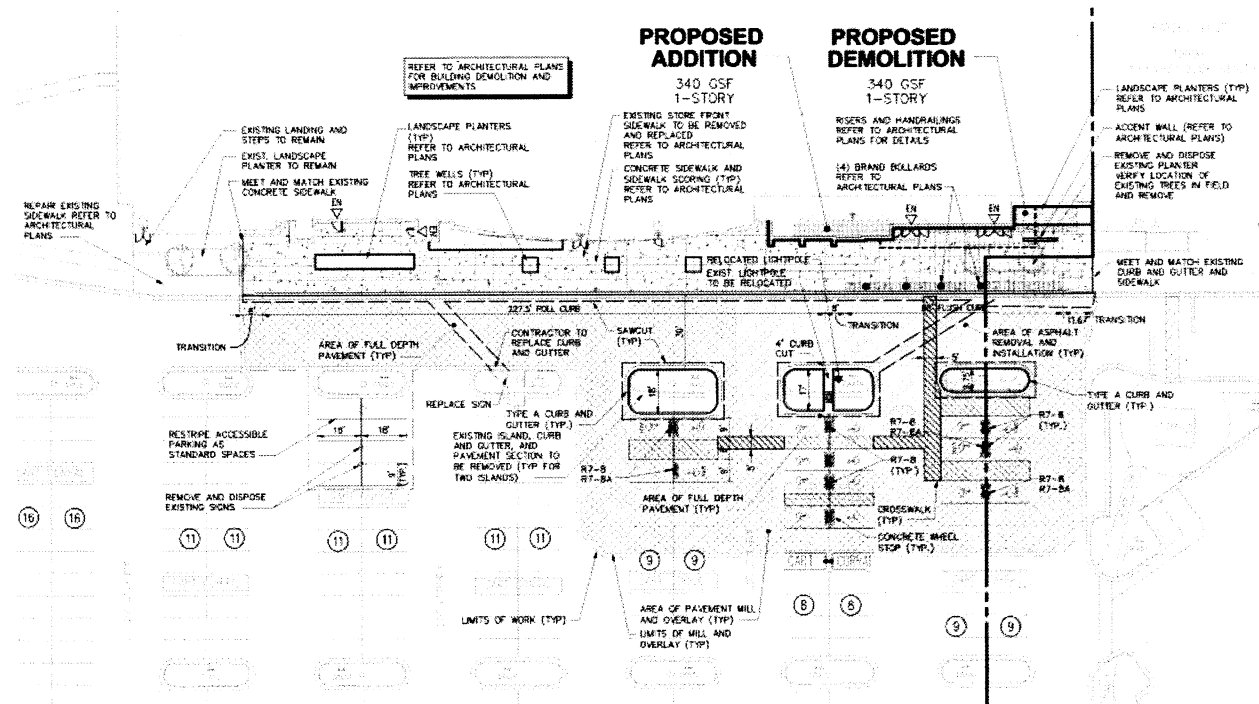 PROPOSED
ADDITION
340 GSF
1-STORY
PROPOSED
DEMOLITION
340 GSF
1-STORY
REFER TO ARCHITECTURAL PLANS
FOR BUILDING DEMOLITION AND
IMPROVEMENTS
LANDSCAPE PLANTERS (TYP)
REFER TO ARCHITECTURAL
PLANS
ACCENT WALL (REFER TO
ARCHITECTURAL PLANS)
REMOVE AND DISPOSE
EXISTING PLANTER
VERIFY LOCATION OF
EXISTING TREES IN FIELD
AND REMOVE
EXISTING LANDING AND
STEPS TO REMAIN
EXIST. LANDSCAPE
PLANTER TO REMAIN
MEET AND MATCH EXISTING
CONCRETE SIDEWALK
REPAIR EXISTING
SIDEWALK REFER TO
ARCHITECTURAL
PLANS
LANDSCAPE PLANTERS
(TYP)
REFER TO ARCHITECTURAL
PLANS
TREE WELLS (TYP)
REFER TO ARCHITECTURAL
PLANS
EXISTING STORE FRONT
SIDEWALK TO BE REMOVED
AND REPLACED
REFER TO ARCHITECTURAL
PLANS
CONCRETE SIDEWALK AND
SIDEWALK SCORING (TYP)
REFER TO ARCHITECTURAL
PLANS
RISERS AND HANDRAILINGS
REFER TO ARCHITECTURAL
PLANS FOR DETAILS
(4) BRAND BOLLARDS
REFER TO
ARCHITECTURAL PLANS
EN
EN
EN
EN
RELOCATED LIGHTPOLE
EXIST. LIGHTPOLE
TO BE RELOCATED
MEET AND MATCH EXISTING
CURB AND GUTTER AND
SIDEWALK
227.5' ROLL CURB
FLUSH CURB
11.67'
TRANSITION
TRANSITION
TRANSITION
AREA OF FULL DEPTH
PAVEMENT (TYP)
CONTRACTOR TO
REPLACE CURB
AND GUTTER
SAWCUT
(TYP)
30'
4' CURB
CUT
AREA OF ASPHALT
REMOVAL AND
INSTALLATION (TYP)
5'
REPLACE SIGN
18'
17'
TYPE A CURB AND
GUTTER (TYP.)
TYPE A CURB AND
GUTTER (TYP.)
EXISTING ISLAND, CURB
AND GUTTER, AND
PAVEMENT SECTION TO
BE REMOVED (TYP FOR
TWO ISLANDS)
RESTRIPE ACCESSIBLE
PARKING AS
STANDARD SPACES
18'
18'
9'
(TYP)
REMOVE AND DISPOSE
EXISTING SIGNS
R7-8
R7-8A
R7-8
R7-8A
R7-8
(TYP)
R7-8
(TYP.)
R7-8
R7-8A
AREA OF FULL DEPTH
PAVEMENT (TYP)
CROSSWALK
(TYP)
CONCRETE WHEEL
STOP (TYP.)
16
16
11
11
11
11
11
11
9
9
8
8
9
9
CART
CORRAL
LIMITS OF WORK (TYP)
AREA OF PAVEMENT MILL
AND OVERLAY (TYP)
LIMITS OF MILL AND
OVERLAY (TYP)